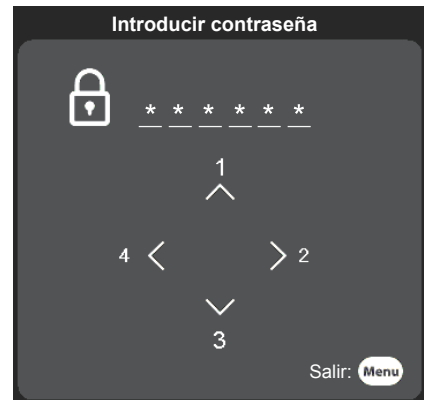 Introducir contraseña
* * * * * *
1
4 2
3
Salir: Menu